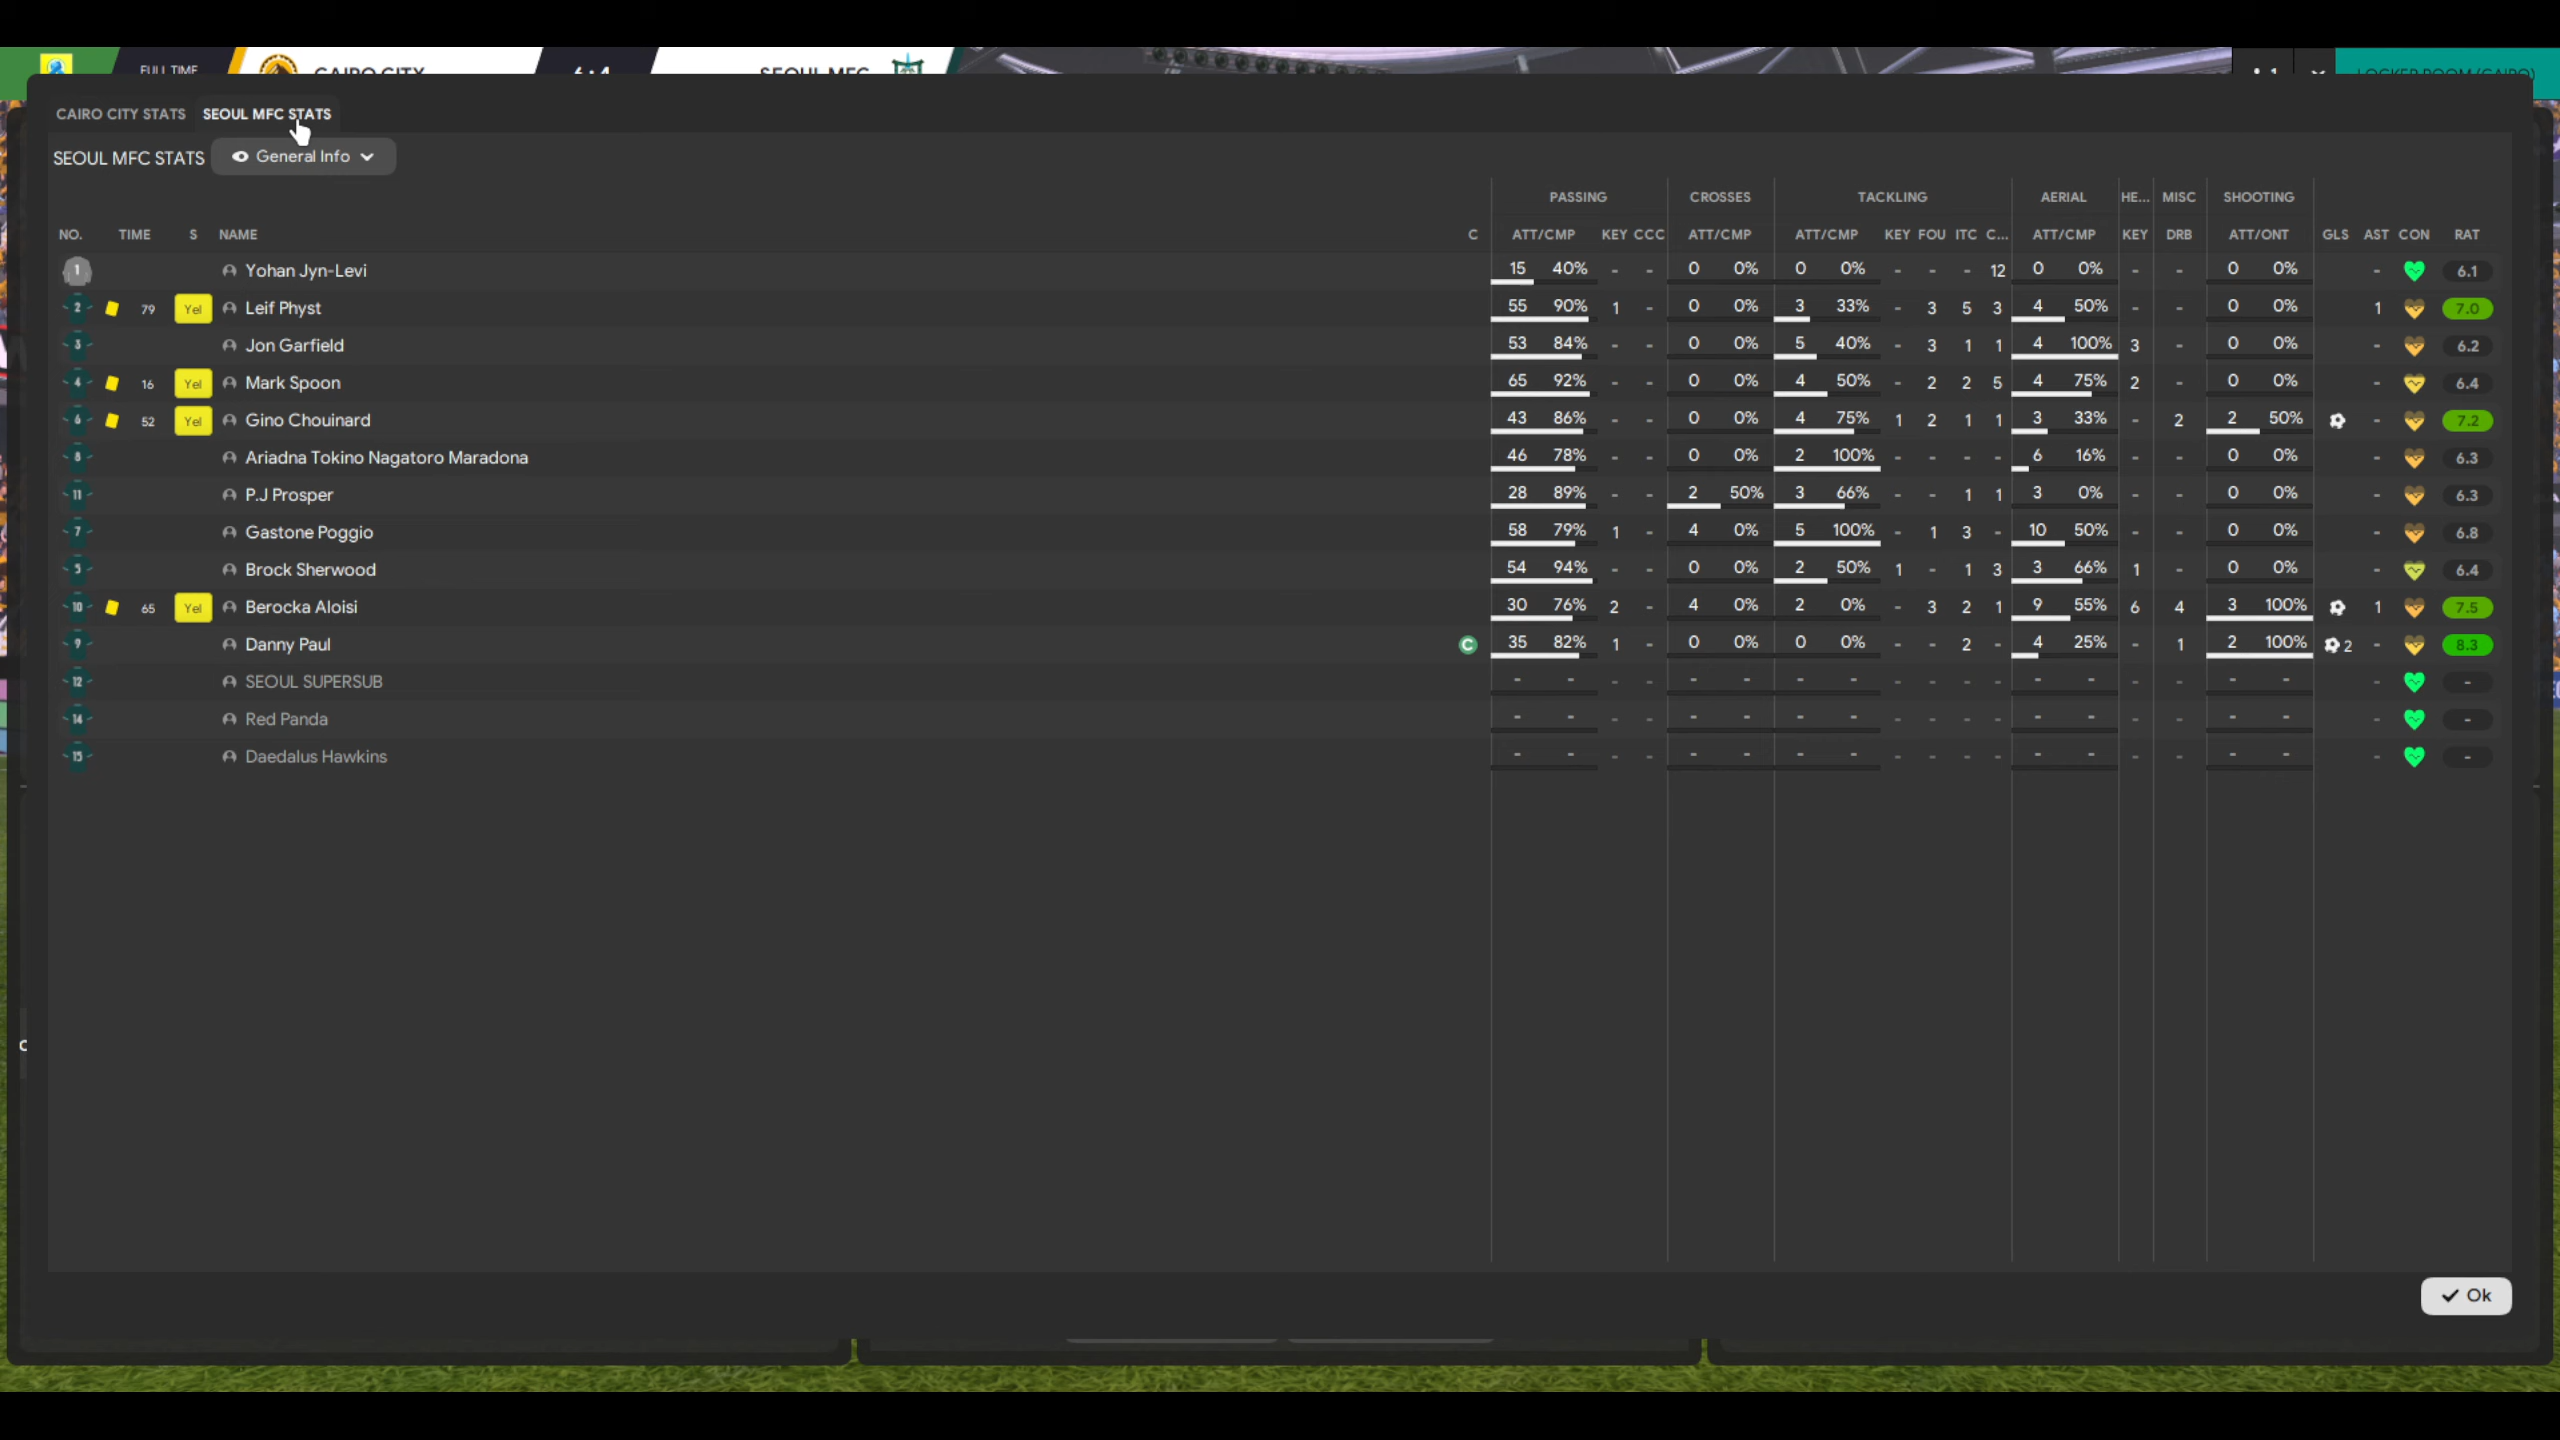 FULL TIME CAIRO CITY 6 : 4 SEOUL MFC 1 LOCKER ROOM (CAIRO)
CAIRO CITY STATS SEOUL MFC STATS
SEOUL MFC STATS General Info
PASSING CROSSES TACKLING AERIAL HE... MISC SHOOTING
NO. TIME S NAME C ATT/CMP KEY CCC ATT/CMP ATT/CMP KEY FOU ITC C... ATT/CMP KEY DRB ATT/ONT GLS AST CON RAT
1 Yohan Jyn-Levi 15 40% - - 0 0% 0 0% - - - 12 0 0% - - 0 0% - 6.1
2 79 Yel Leif Physt 55 90% 1 - 0 0% 3 33% - 3 5 3 4 50% - - 0 0% 1 7.0
3 Jon Garfield 53 84% - - 0 0% 5 40% - 3 1 1 4 100% 3 - 0 0% - 6.2
4 16 Yel Mark Spoon 65 92% - - 0 0% 4 50% - 2 2 5 4 75% 2 - 0 0% - 6.4
6 52 Yel Gino Chouinard 43 86% - - 0 0% 4 75% 1 2 1 1 3 33% - 2 2 50% - 7.2
8 Ariadna Tokino Nagatoro Maradona 46 78% - - 0 0% 2 100% - - - - 6 16% - - 0 0% - 6.3
11 P.J Prosper 28 89% - - 2 50% 3 66% - - 1 1 3 0% - - 0 0% - 6.3
7 Gastone Poggio 58 79% 1 - 4 0% 5 100% - 1 3 - 10 50% - - 0 0% - 6.8
5 Brock Sherwood 54 94% - - 0 0% 2 50% 1 - 1 3 3 66% 1 - 0 0% - 6.4
10 65 Yel Berocka Aloisi 30 76% 2 - 4 0% 2 0% - 3 2 1 9 55% 6 4 3 100% 1 7.5
9 Danny Paul C 35 82% 1 - 0 0% 0 0% - - 2 - 4 25% - 1 2 100% 2 - 8.3
12 SEOUL SUPERSUB - - - - - - - - - - - - - - - - - - - -
14 Red Panda - - - - - - - - - - - - - - - - - - - -
15 Daedalus Hawkins - - - - - - - - - - - - - - - - - - - -
Ok